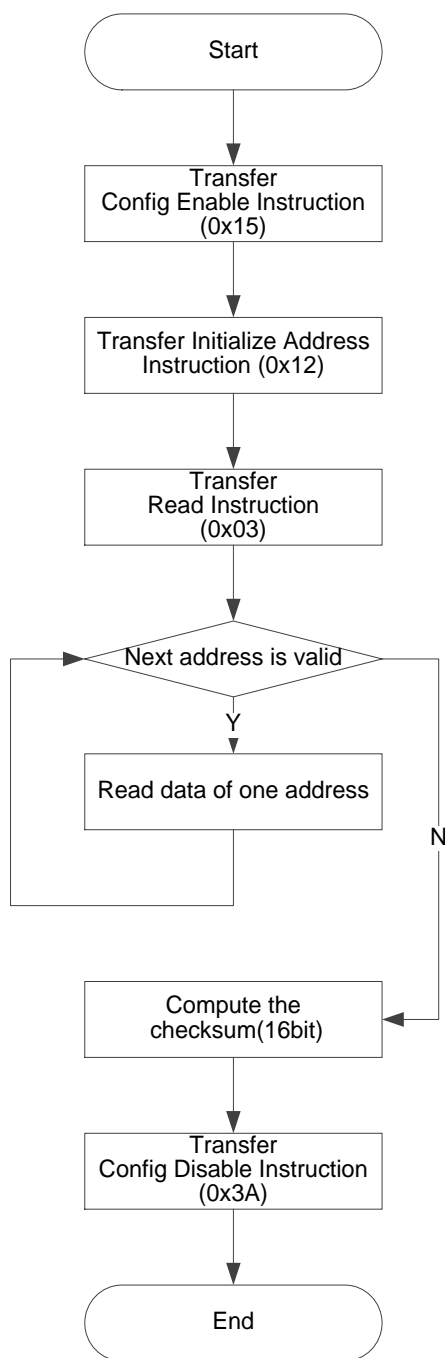 Start
Transfer
Config Enable Instruction
(0x15)
Transfer Initialize Address
Instruction (0x12)
Transfer
Read Instruction
(0x03)
Next address is valid
Y
Read data of one address
N
Compute the
checksum(16bit)
Transfer
Config Disable Instruction
(0x3A)
End